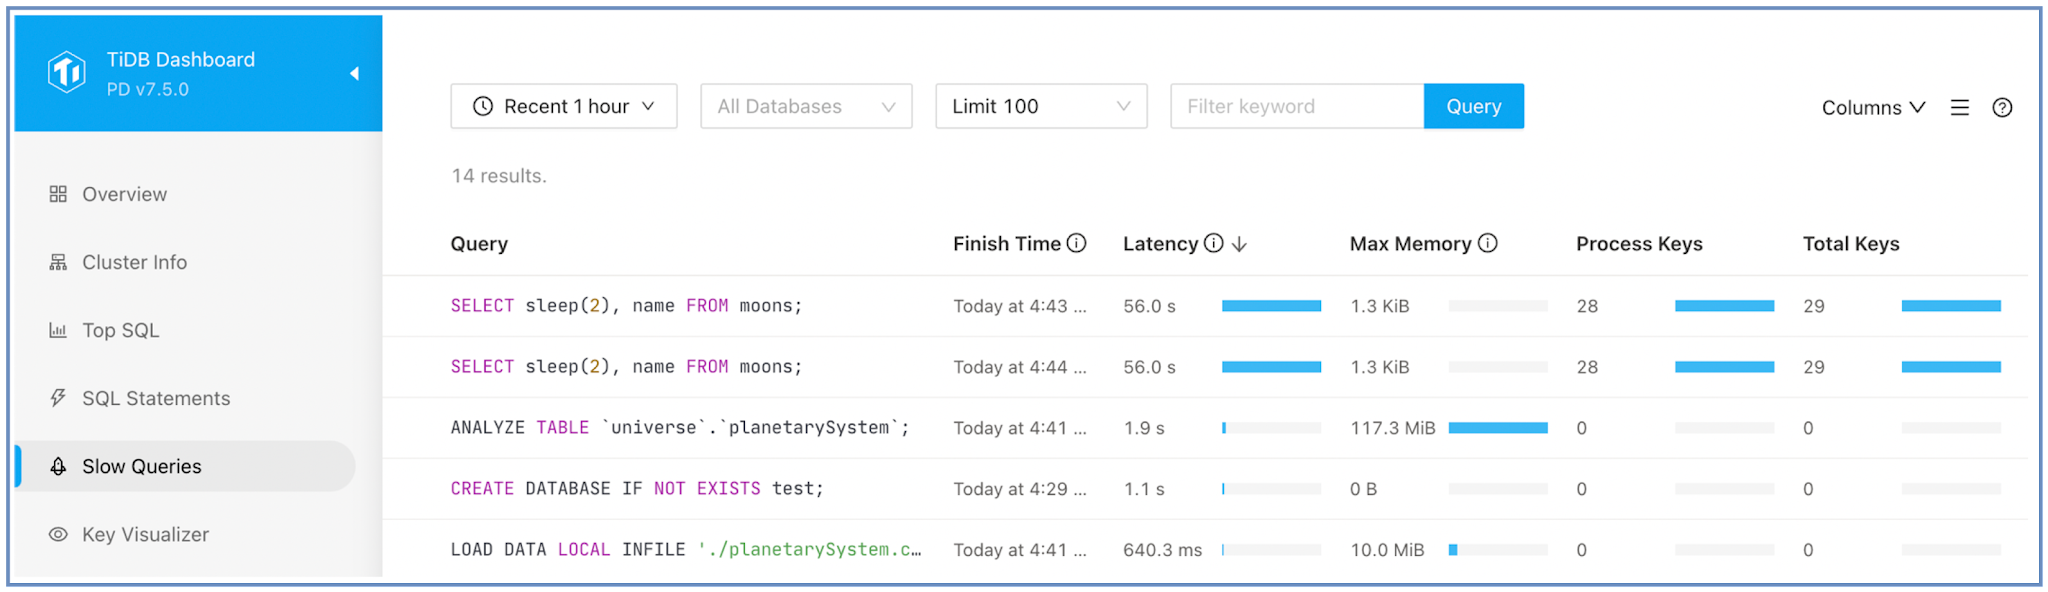 TiDB Dashboard
PD v7.5.0
Overview
Cluster Info
Top SQL
SQL Statements
Slow Queries
Key Visualizer
Recent 1 hour All Databases Limit 100 Filter keyword Query Columns
14 results.
Query Finish Time Latency Max Memory Process Keys Total Keys
SELECT sleep(2), name FROM moons; Today at 4:43 ... 56.0 s 1.3 KiB 28 29
SELECT sleep(2), name FROM moons; Today at 4:44 ... 56.0 s 1.3 KiB 28 29
ANALYZE TABLE `universe`.`planetarySystem`; Today at 4:41 ... 1.9 s 117.3 MiB 0 0
CREATE DATABASE IF NOT EXISTS test; Today at 4:29 ... 1.1 s 0 B 0 0
LOAD DATA LOCAL INFILE './planetarySystem.c... Today at 4:41 ... 640.3 ms 10.0 MiB 0 0